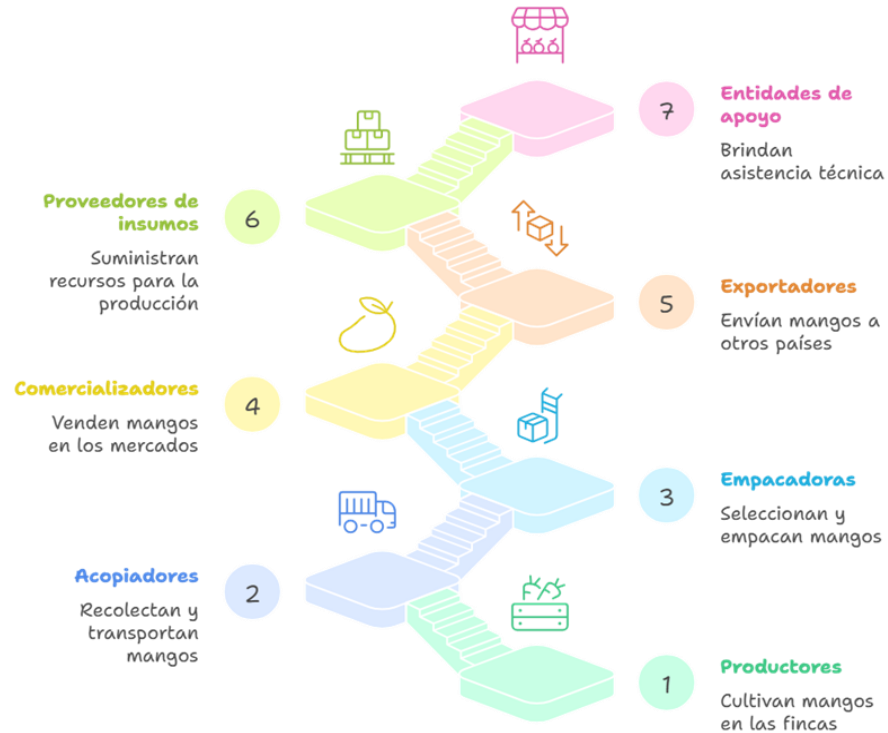 7
Entidades de
apoyo
Brindan
asistencia técnica
Proveedores de
insumos
6
Suministran
recursos para la
producción
5
Exportadores
Envían mangos a
otros países
Comercializadores
4
Venden mangos
en los mercados
3
Empacadoras
Seleccionan y
empacan mangos
Acopiadores
2
Recolectan y
transportan
mangos
1
Productores
Cultivan mangos
en las fincas